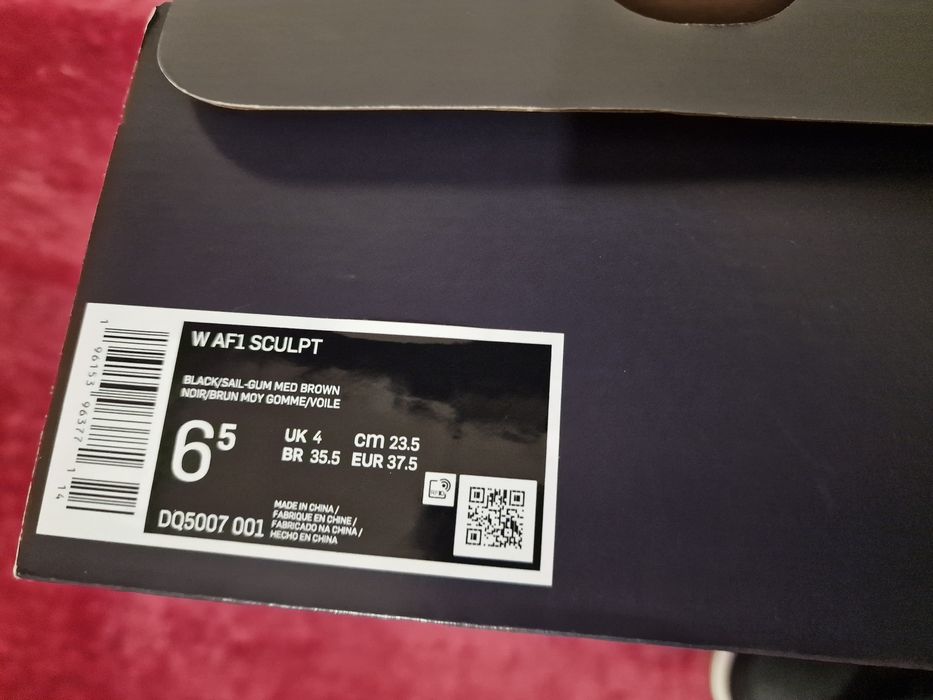 W AF1 SCULPT
BLACK/SAIL-GUM MED BROWN
NOIR/BRUN MOY GOMME/VOILE
6⁵
UK 4 cm 23.5
BR 35.5 EUR 37.5
DQ5007 001
MADE IN CHINA /
FABRIQUE EN CHINE /
FABRICADO NA CHINA /
HECHO EN CHINA
1 96153 96377 1 14